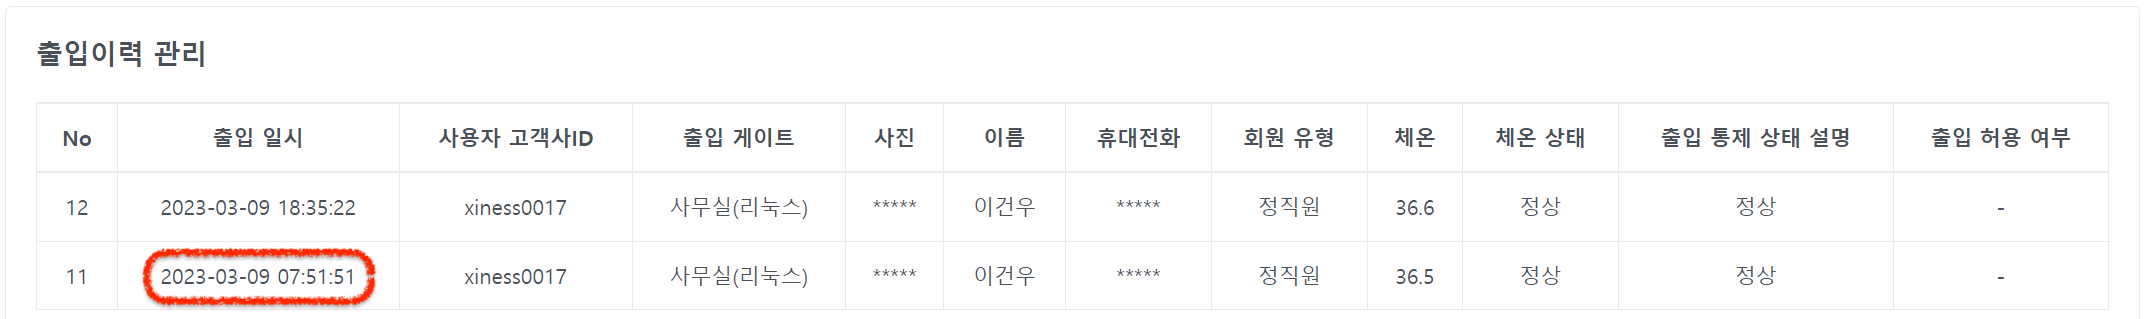 출입이력 관리
No 출입 일시 사용자 고객사ID 출입 게이트 사진 이름 휴대전화 회원 유형 체온 체온 상태 출입 통제 상태 설명 출입 허용 여부
12 2023-03-09 18:35:22 xiness0017 사무실(리눅스) ***** 이건우 ***** 정직원 36.6 정상 정상 -
11 2023-03-09 07:51:51 xiness0017 사무실(리눅스) ***** 이건우 ***** 정직원 36.5 정상 정상 -